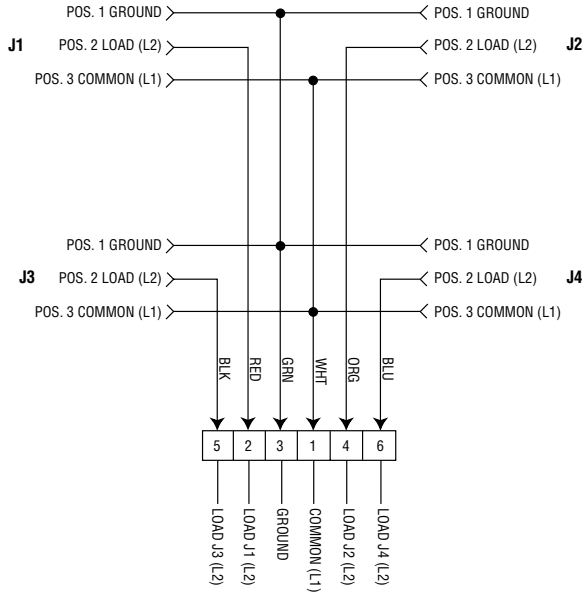 POS. 1 GROUND
POS. 1 GROUND
J1
POS. 2 LOAD (L2)
POS. 2 LOAD (L2)
J2
POS. 3 COMMON (L1)
POS. 3 COMMON (L1)
POS. 1 GROUND
POS. 1 GROUND
J3
POS. 2 LOAD (L2)
POS. 2 LOAD (L2)
J4
POS. 3 COMMON (L1)
POS. 3 COMMON (L1)
BLK
RED
GRN
WHT
ORG
BLU
5
2
3
1
4
6
LOAD J3 (L2)
LOAD J1 (L2)
GROUND
COMMON (L1)
LOAD J2 (L2)
LOAD J4 (L2)